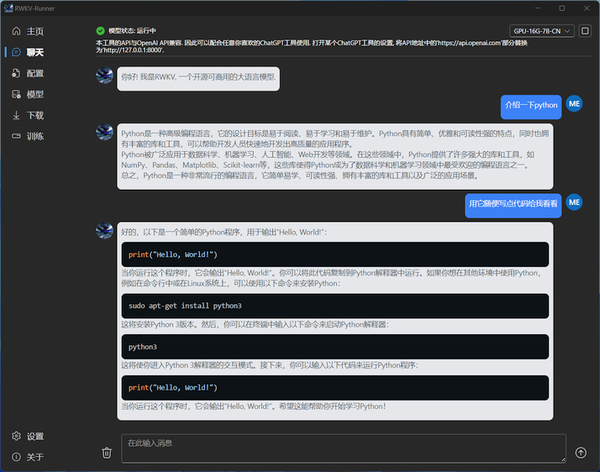 RWKV-Runner
主页
聊天
配置
模型
下载
训练
设置
关于
模型状态: 运行中
GPU-16G-7B-CN
本工具的API与OpenAI API兼容. 因此可以配合任意你喜欢的ChatGPT工具使用. 打开某个ChatGPT工具的设置, 将API地址中的'https://api.openai.com'部分替换
为'http://127.0.0.1:8000'.
你好! 我是RWKV, 一个开源可商用的大语言模型.
介绍一下python
ME
Python是一种高级编程语言，它的设计目标是易于阅读、易于学习和易于维护。Python具有简单、优雅和可读性强的特点，同时也拥
有丰富的库和工具，可以帮助开发人员快速地开发出高质量的应用程序。
Python被广泛应用于数据科学、机器学习、人工智能、Web开发等领域。在这些领域中，Python提供了许多强大的库和工具，如
NumPy、Pandas、Matplotlib、Scikit-learn等，这些库使得Python成为了数据科学和机器学习领域中最受欢迎的编程语言之一。
总之，Python是一种非常流行的编程语言，它简单易学、可读性强、拥有丰富的库和工具以及广泛的应用场景。
用它随便写点代码给我看看
ME
好的，以下是一个简单的Python程序，用于输出"Hello, World!"：
print("Hello, World!")
当你运行这个程序时，它会输出"Hello, World!"。你可以将此代码复制到Python解释器中运行。如果你想在其他环境中使用Python，
例如在命令行中或在Linux系统上，可以使用以下命令来安装Python：
sudo apt-get install python3
这将安装Python 3版本。然后，你可以在终端中输入以下命令来启动Python解释器：
python3
这将使你进入Python 3解释器的交互模式。接下来，你可以输入以下代码来运行Python程序：
print("Hello, World!")
当你运行这个程序时，它会输出"Hello, World!"。希望这能帮助你开始学习Python！
在此输入消息